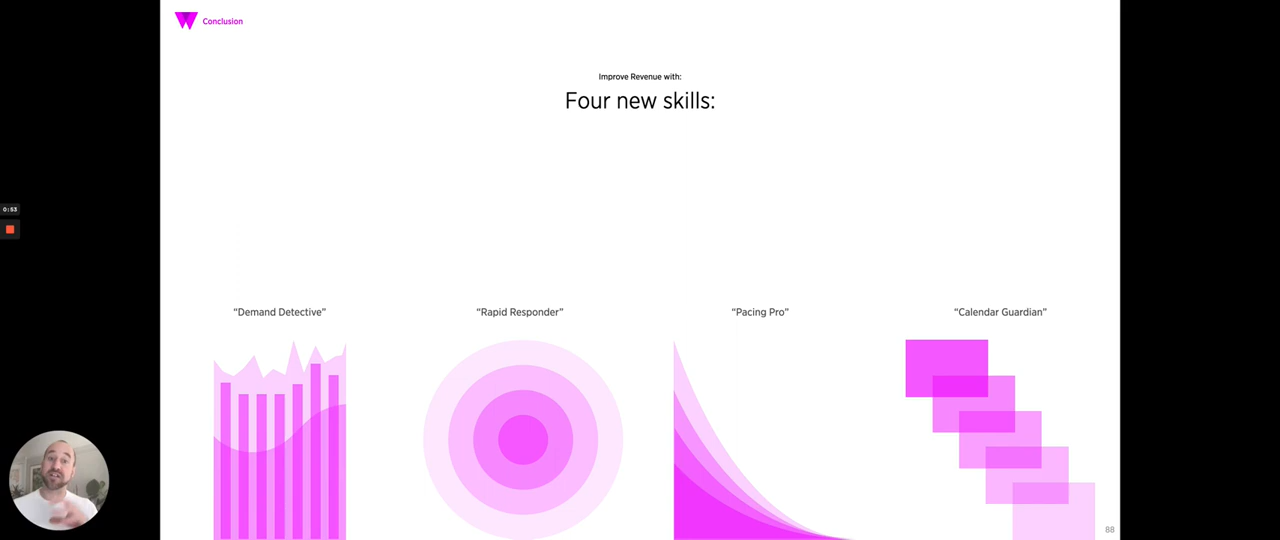 Conclusion
Improve Revenue with:
Four new skills:
0:53
“Demand Detective”
“Rapid Responder”
“Pacing Pro”
“Calendar Guardian”
88